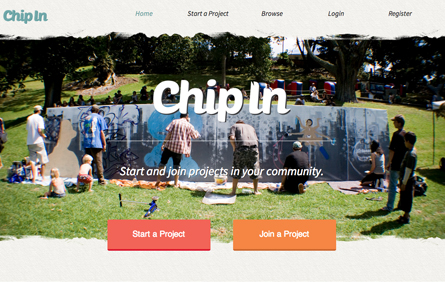 Chip In
Home
Start a Project
Browse
Login
Register
Chip In
Start and join projects in your community.
Start a Project
Join a Project